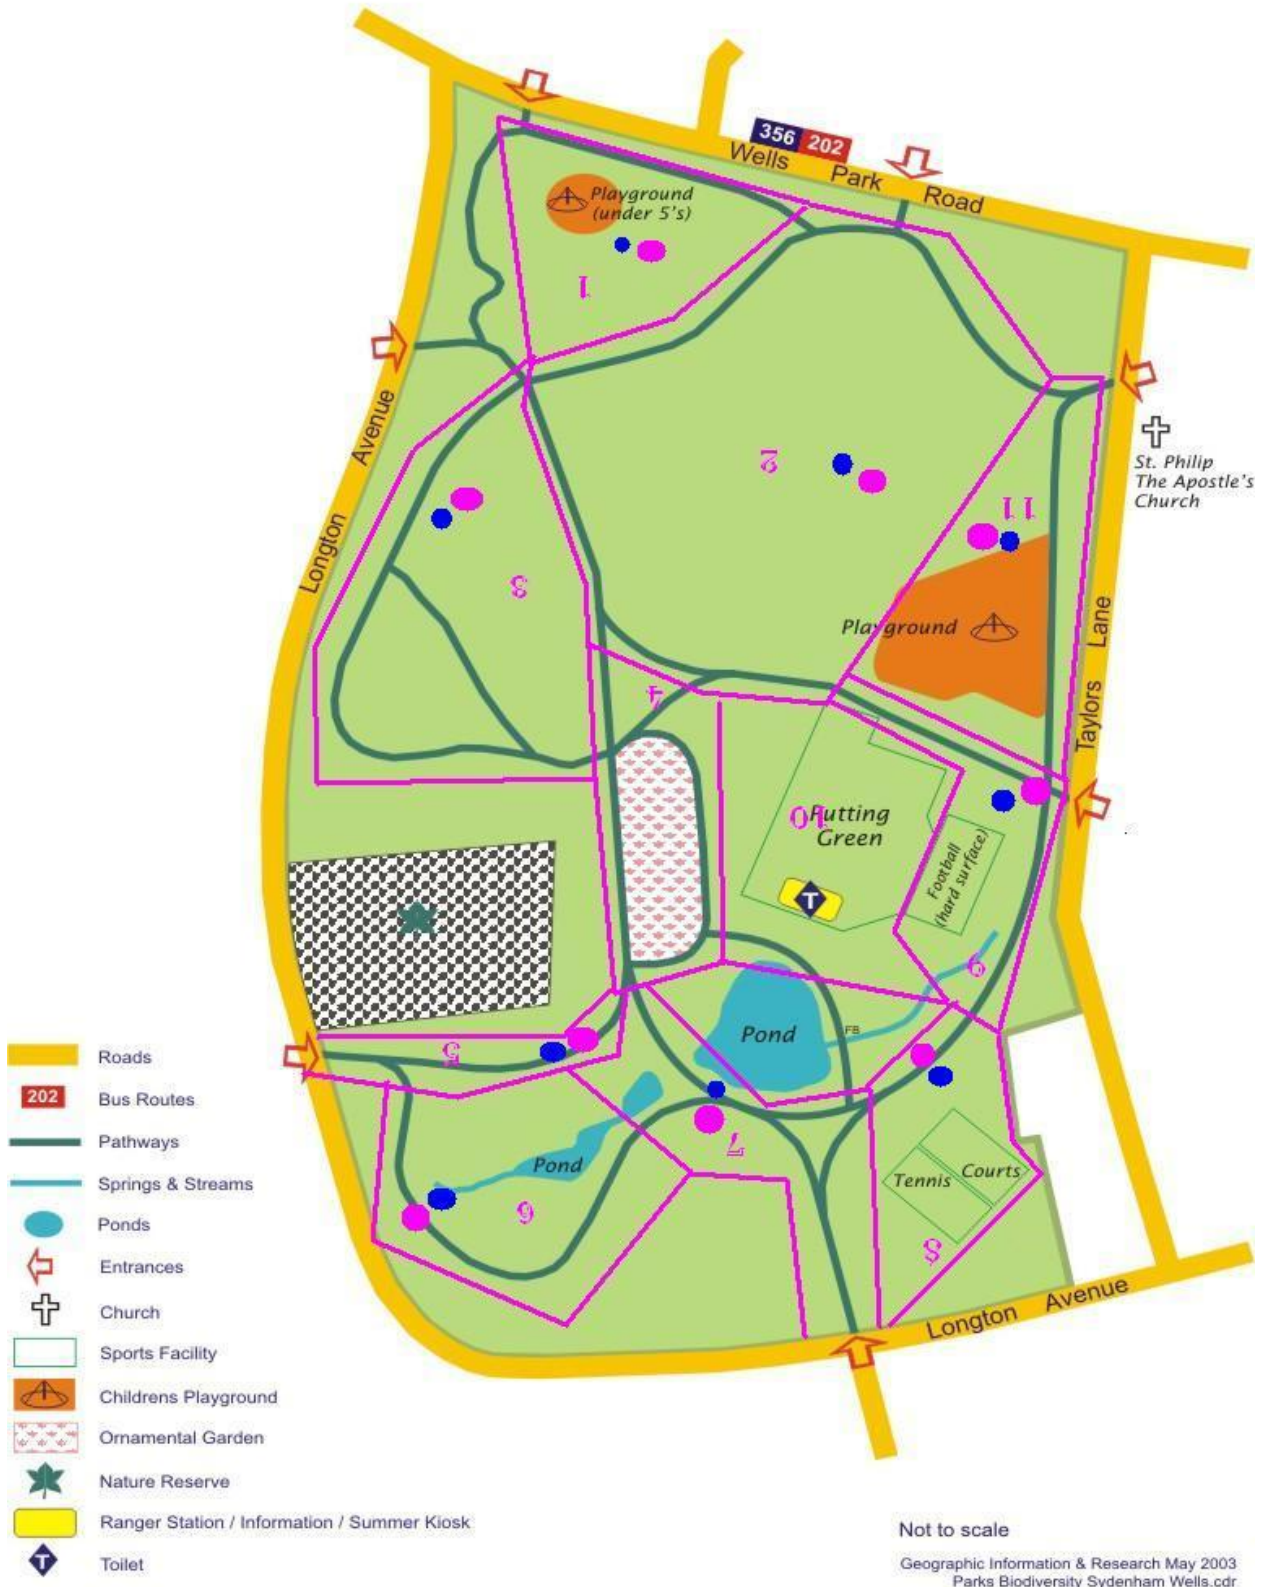 356 202
Wells Park Road
Playground
(under 5's)
1
Longton Avenue
2
St. Philip
The Apostle's
Church
11
3
Playground
Taylors Lane
4
10
Putting
Green
Football
(hard surface)
T
9
Pond
FB
5
7
Pond
6
Tennis Courts
8
Longton Avenue
Roads
202 Bus Routes
Pathways
Springs & Streams
Ponds
Entrances
Church
Sports Facility
Childrens Playground
Ornamental Garden
Nature Reserve
Ranger Station / Information / Summer Kiosk
T Toilet
Not to scale
Geographic Information & Research May 2003
Parks Biodiversity Sydenham Wells.cdr